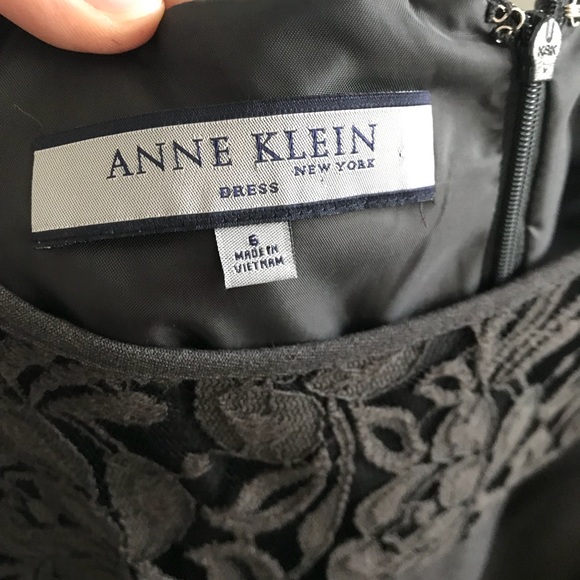 ANNE KLEIN
NEW YORK
DRESS
6
MADE IN
VIETNAM